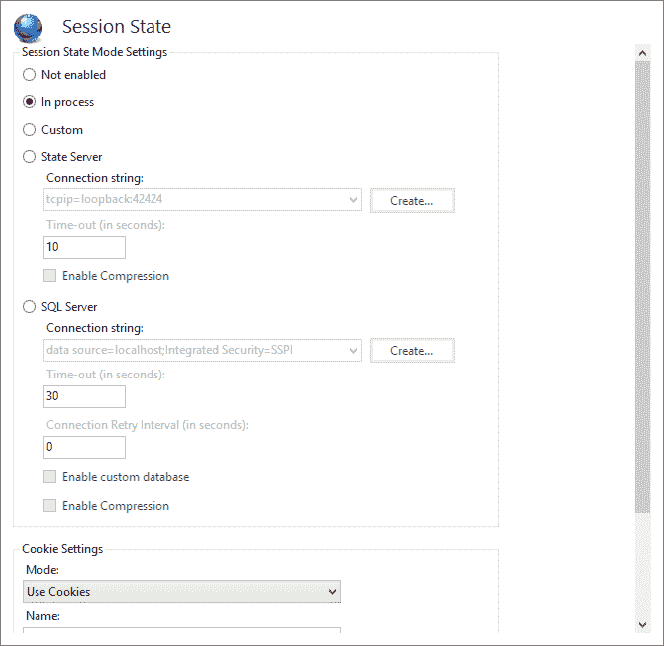 Session State
Session State Mode Settings
Not enabled
In process
Custom
State Server
Connection string:
tcpip=loopback:42424
Create...
Time-out (in seconds):
10
Enable Compression
SQL Server
Connection string:
data source=localhost;Integrated Security=SSPI
Create...
Time-out (in seconds):
30
Connection Retry Interval (in seconds):
0
Enable custom database
Enable Compression
Cookie Settings
Mode:
Use Cookies
Name: